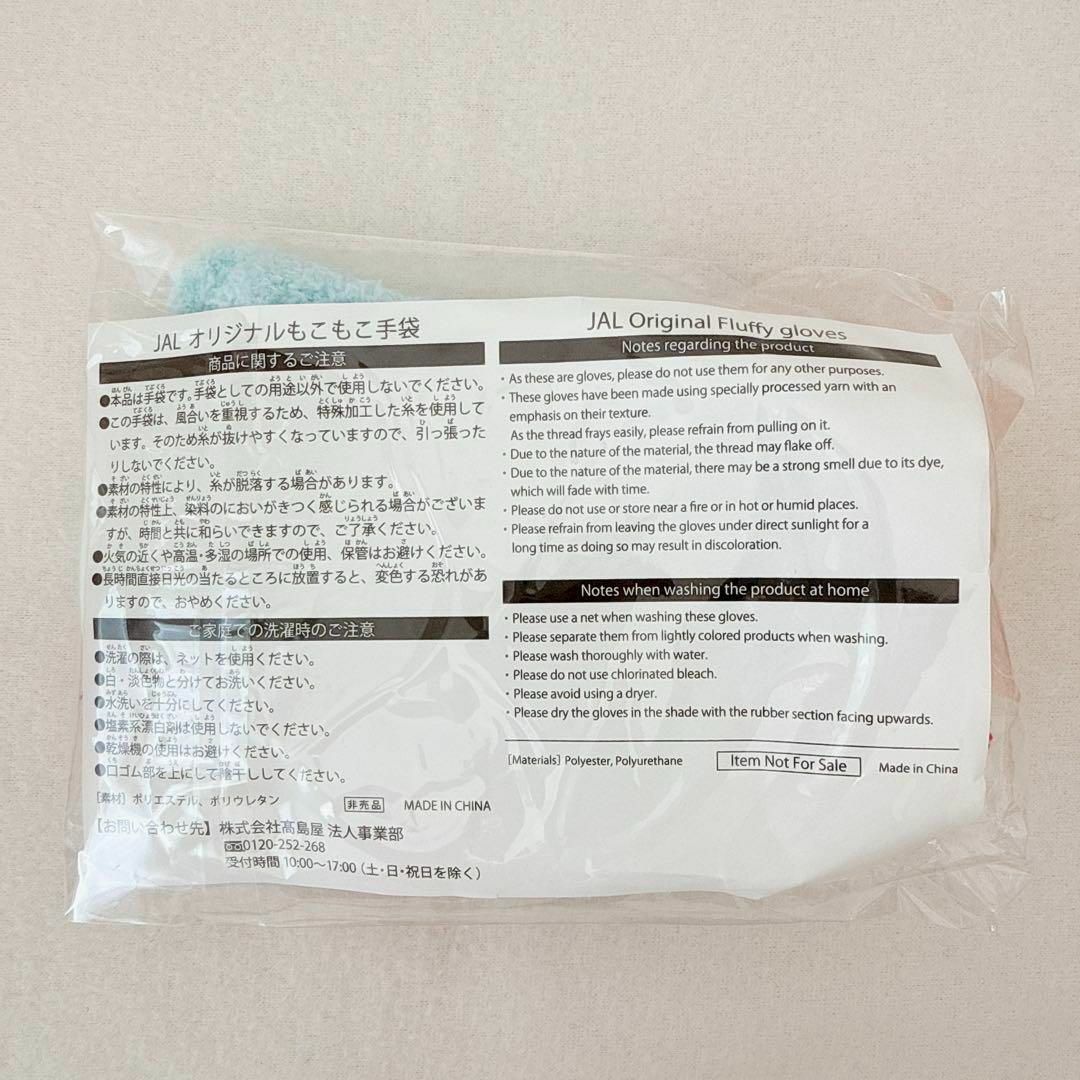 JAL オリジナルもこもこ手袋
商品に関するご注意
●本品は手袋です。手袋としての用途以外で使用しないでください。
●この手袋は、風合いを重視するため、特殊加工した糸を使用して
います。そのため糸が抜けやすくなっていますので、引っ張った
りしないでください。
●素材の特性により、糸が脱落する場合があります。
●素材の特性上、染料のにおいがきつく感じられる場合がございま
すが、時間と共に和らいできますので、ご了承ください。
●火気の近くや高温・多湿の場所での使用、保管はお避けください。
●長時間直接日光の当たるところに放置すると、変色する恐れがあ
りますので、おやめください。
ご家庭での洗濯時のご注意
●洗濯の際は、ネットを使用ください。
●白・淡色物と分けてお洗いください。
●水洗いを十分にしてください。
●塩素系漂白剤は使用しないでください。
●乾燥機の使用はお避けください。
●口ゴム部を上にして陰干ししてください。
[素材] ポリエステル、ポリウレタン
非売品 MADE IN CHINA
【お問い合わせ先】株式会社髙島屋 法人事業部
0120-252-268
受付時間 10:00〜17:00（土・日・祝日を除く）
JAL Original Fluffy gloves
Notes regarding the product
・As these are gloves, please do not use them for any other purposes.
・These gloves have been made using specially processed yarn with an
emphasis on their texture.
As the thread frays easily, please refrain from pulling on it.
・Due to the nature of the material, the thread may flake off.
・Due to the nature of the material, there may be a strong smell due to its dye,
which will fade with time.
・Please do not use or store near a fire or in hot or humid places.
・Please refrain from leaving the gloves under direct sunlight for a
long time as doing so may result in discoloration.
Notes when washing the product at home
・Please use a net when washing these gloves.
・Please separate them from lightly colored products when washing.
・Please wash thoroughly with water.
・Please do not use chlorinated bleach.
・Please avoid using a dryer.
・Please dry the gloves in the shade with the rubber section facing upwards.
[Materials] Polyester, Polyurethane
Item Not For Sale
Made in China